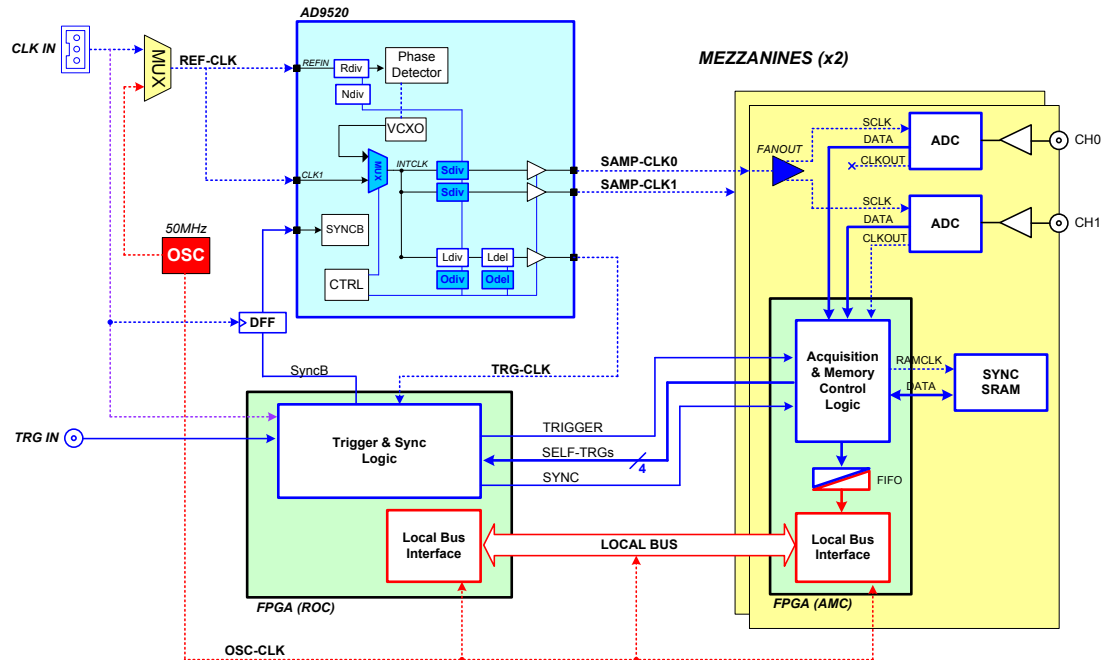 AD9520
CLK IN
MUX
REF-CLK
REFIN
Rdiv
Ndiv
Phase
Detector
VCXO
MUX
INTCLK
CLK1
Sdiv
Sdiv
SYNCB
CTRL
Ldiv
Ldel
Odiv
Odel
SAMP-CLK0
SAMP-CLK1
MEZZANINES (x2)
FANOUT
SCLK
DATA
CLKOUT
ADC
CH0
SCLK
DATA
CLKOUT
ADC
CH1
50MHz
OSC
DFF
SyncB
TRG-CLK
TRG IN
Trigger & Sync
Logic
TRIGGER
SELF-TRGs
4
SYNC
Acquisition
& Memory
Control
Logic
RAMCLK
DATA
SYNC
SRAM
FIFO
Local Bus
Interface
LOCAL BUS
Local Bus
Interface
FPGA (ROC)
FPGA (AMC)
OSC-CLK